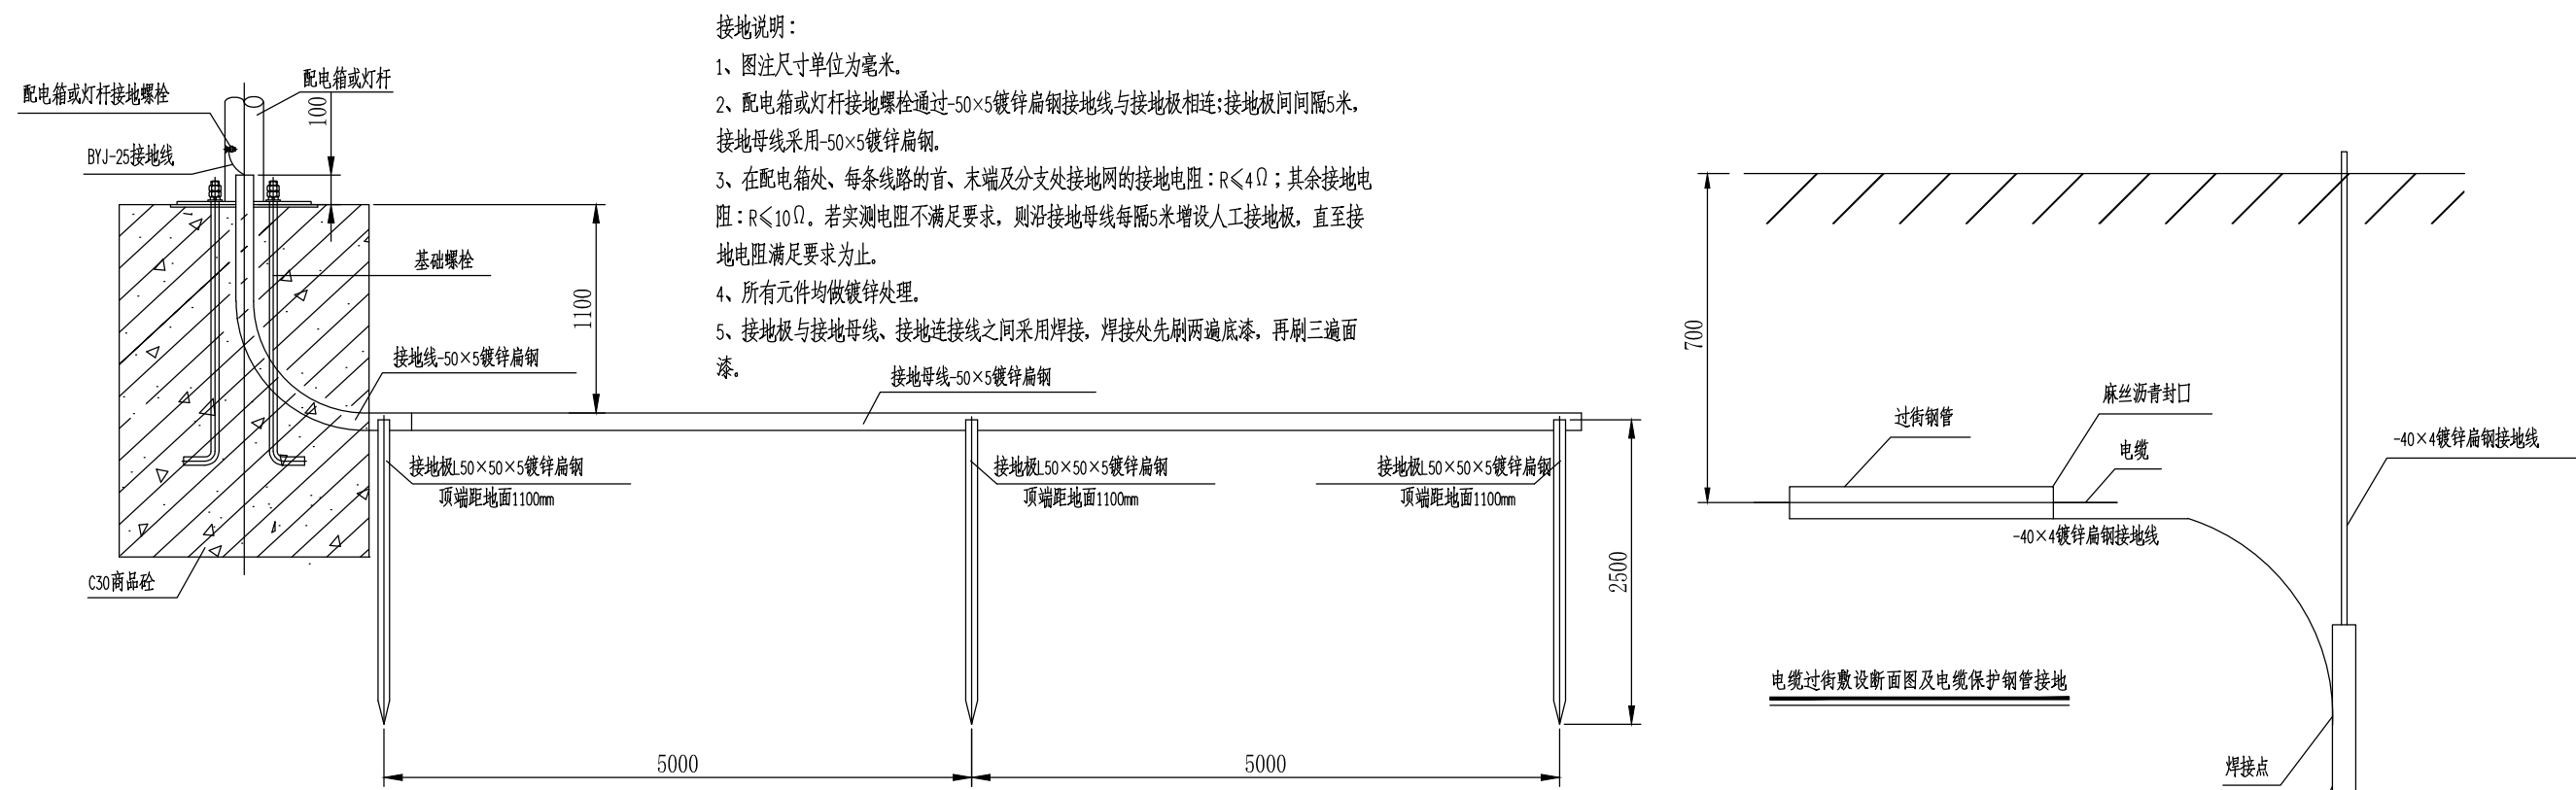 接地说明：
1、图注尺寸单位为毫米。
2、配电箱或灯杆接地螺栓通过-50×5镀锌扁钢接地线与接地极相连;接地极间间隔5米，
接地母线采用-50×5镀锌扁钢。
3、在配电箱处、每条线路的首、末端及分支处接地网的接地电阻：R≤4Ω；其余接地电
阻：R≤10Ω。若实测电阻不满足要求，则沿接地母线每隔5米增设人工接地极，直至接
地电阻满足要求为止。
4、所有元件均做镀锌处理。
5、接地极与接地母线、接地连接线之间采用焊接，焊接处先刷两遍底漆，再刷三遍面
漆。
配电箱或灯杆接地螺栓
配电箱或灯杆
100
BYJ-25接地线
基础螺栓
1100
接地线-50×5镀锌扁钢
接地母线-50×5镀锌扁钢
接地极L50×50×5镀锌扁钢
顶端距地面1100mm
接地极L50×50×5镀锌扁钢
顶端距地面1100mm
接地极L50×50×5镀锌扁钢
顶端距地面1100mm
C30商品砼
2500
5000
5000
700
过街钢管
麻丝沥青封口
电缆
-40×4镀锌扁钢接地线
-40×4镀锌扁钢接地线
电缆过街敷设断面图及电缆保护钢管接地
焊接点